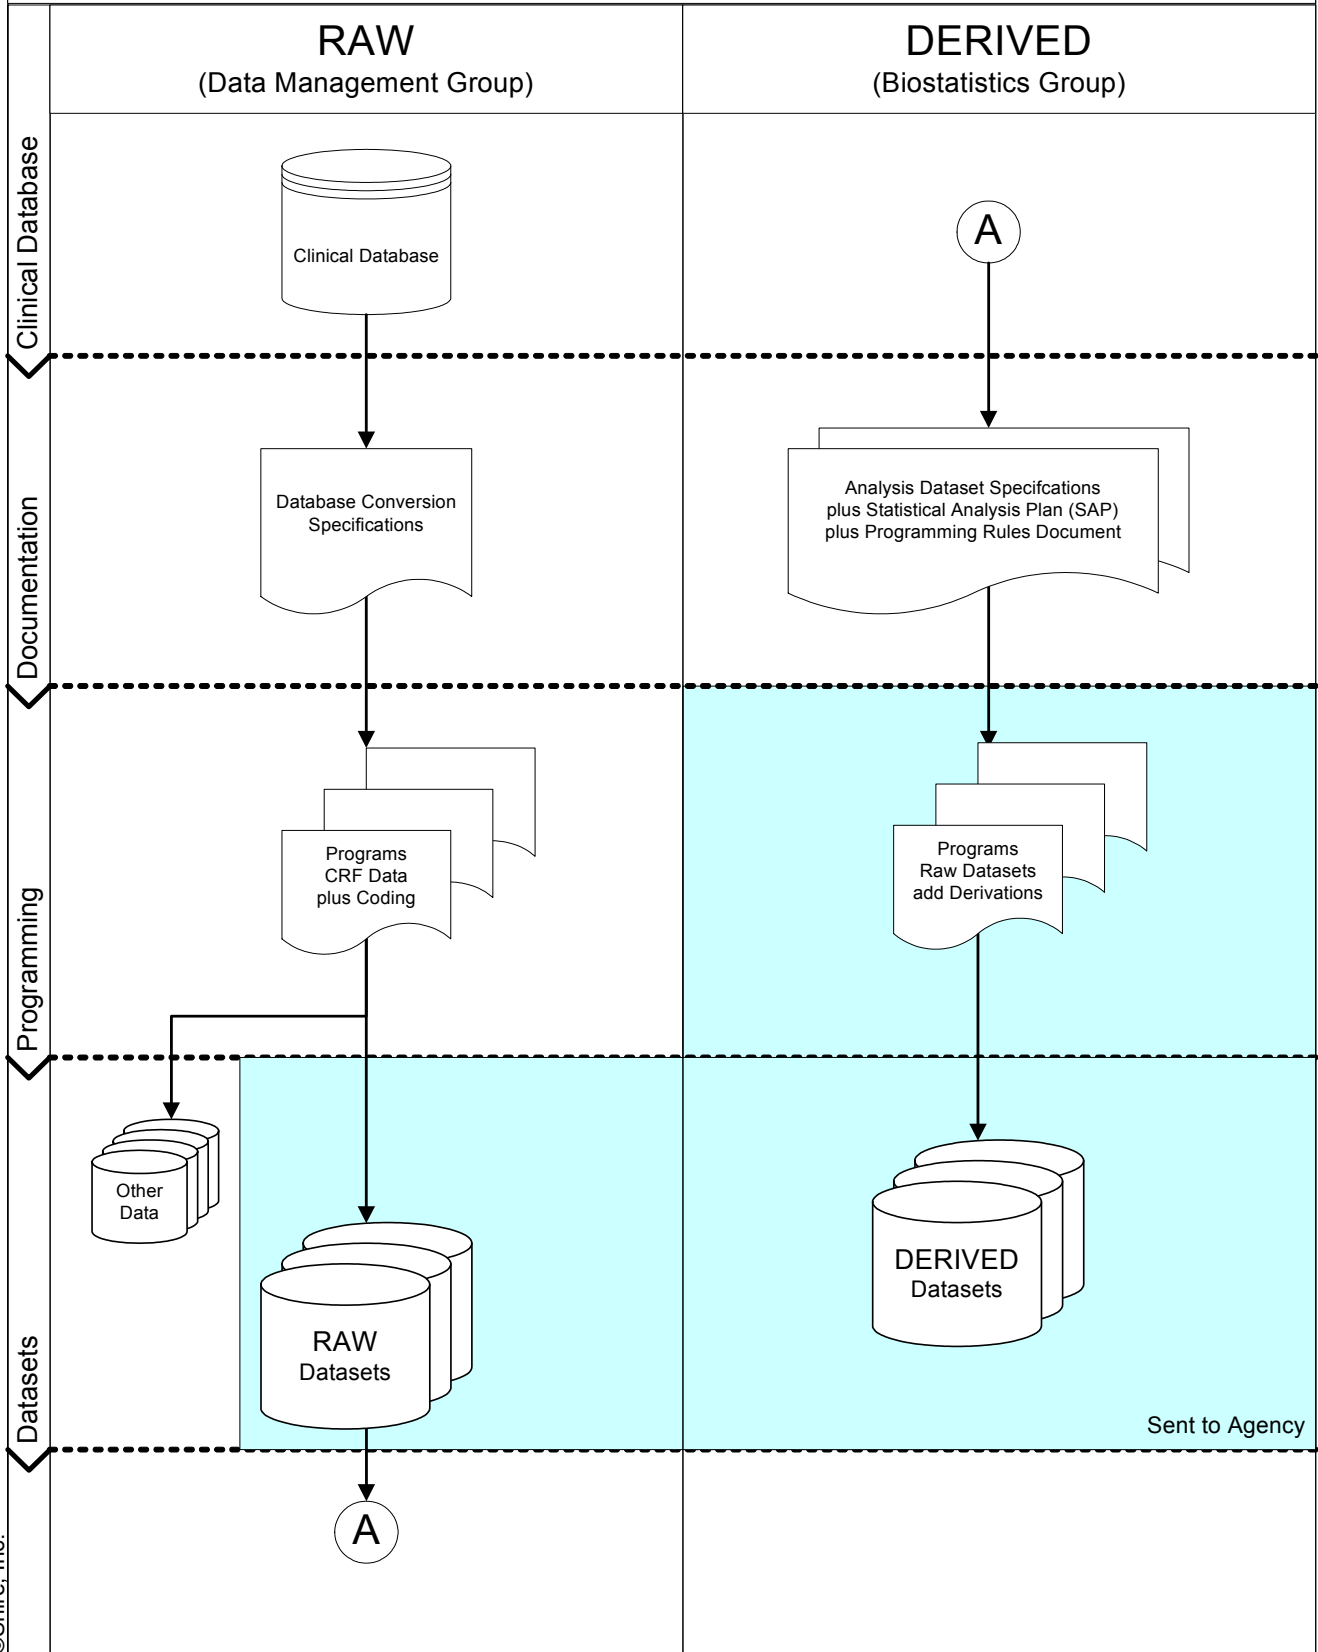 RAW
(Data Management Group)
DERIVED
(Biostatistics Group)
Clinical Database
Clinical Database
A
Documentation
Database Conversion
Specifications
Analysis Dataset Specifcations
plus Statistical Analysis Plan (SAP)
plus Programming Rules Document
Programming
Programs
CRF Data
plus Coding
Programs
Raw Datasets
add Derivations
Datasets
Other
Data
RAW
Datasets
DERIVED
Datasets
Sent to Agency
A